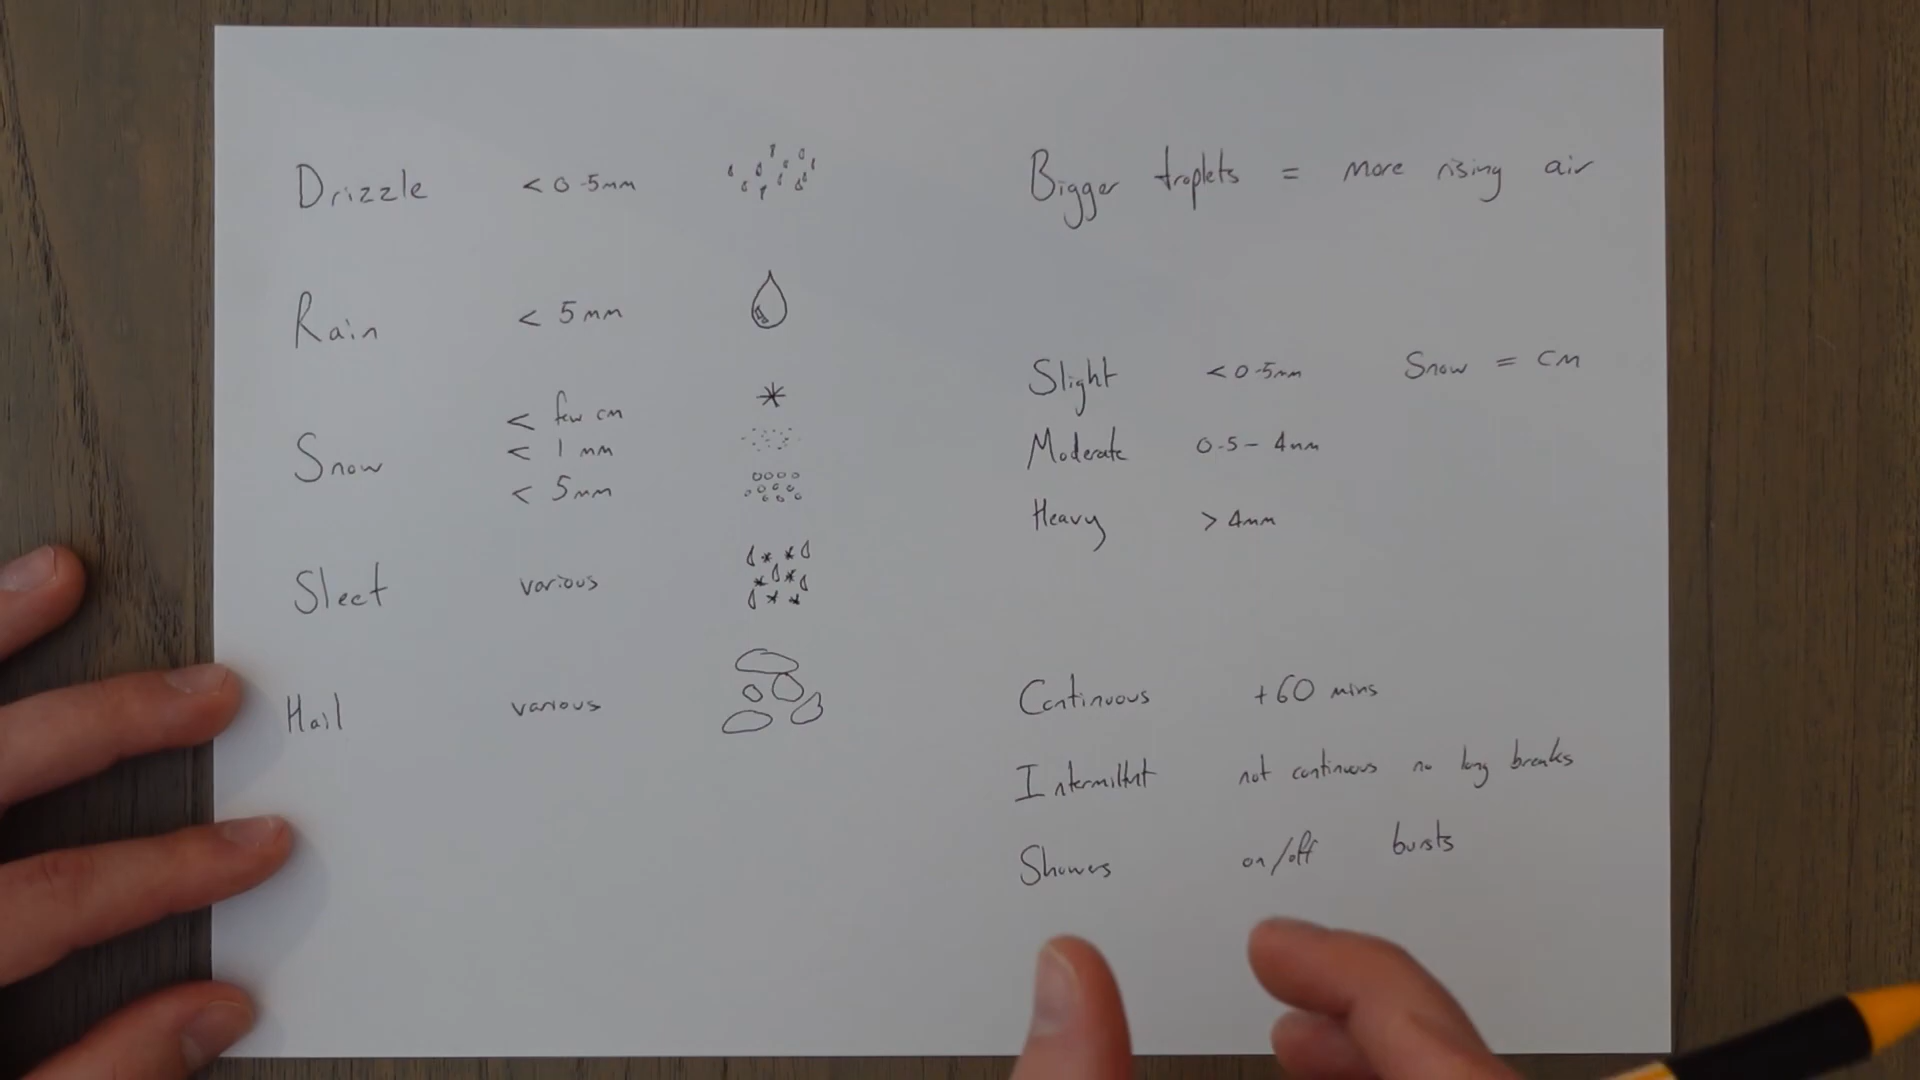 Drizzle < 0.5mm
Rain < 5mm
Snow < few cm
< 1 mm
< 5mm
Sleet various
Hail various
Bigger troplets = more rising air
Slight < 0.5mm Snow = cm
Moderate 0.5 - 4mm
Heavy > 4mm
Continuous +60 mins
Intermittnt not continuous no long breaks
Showers on/off bursts